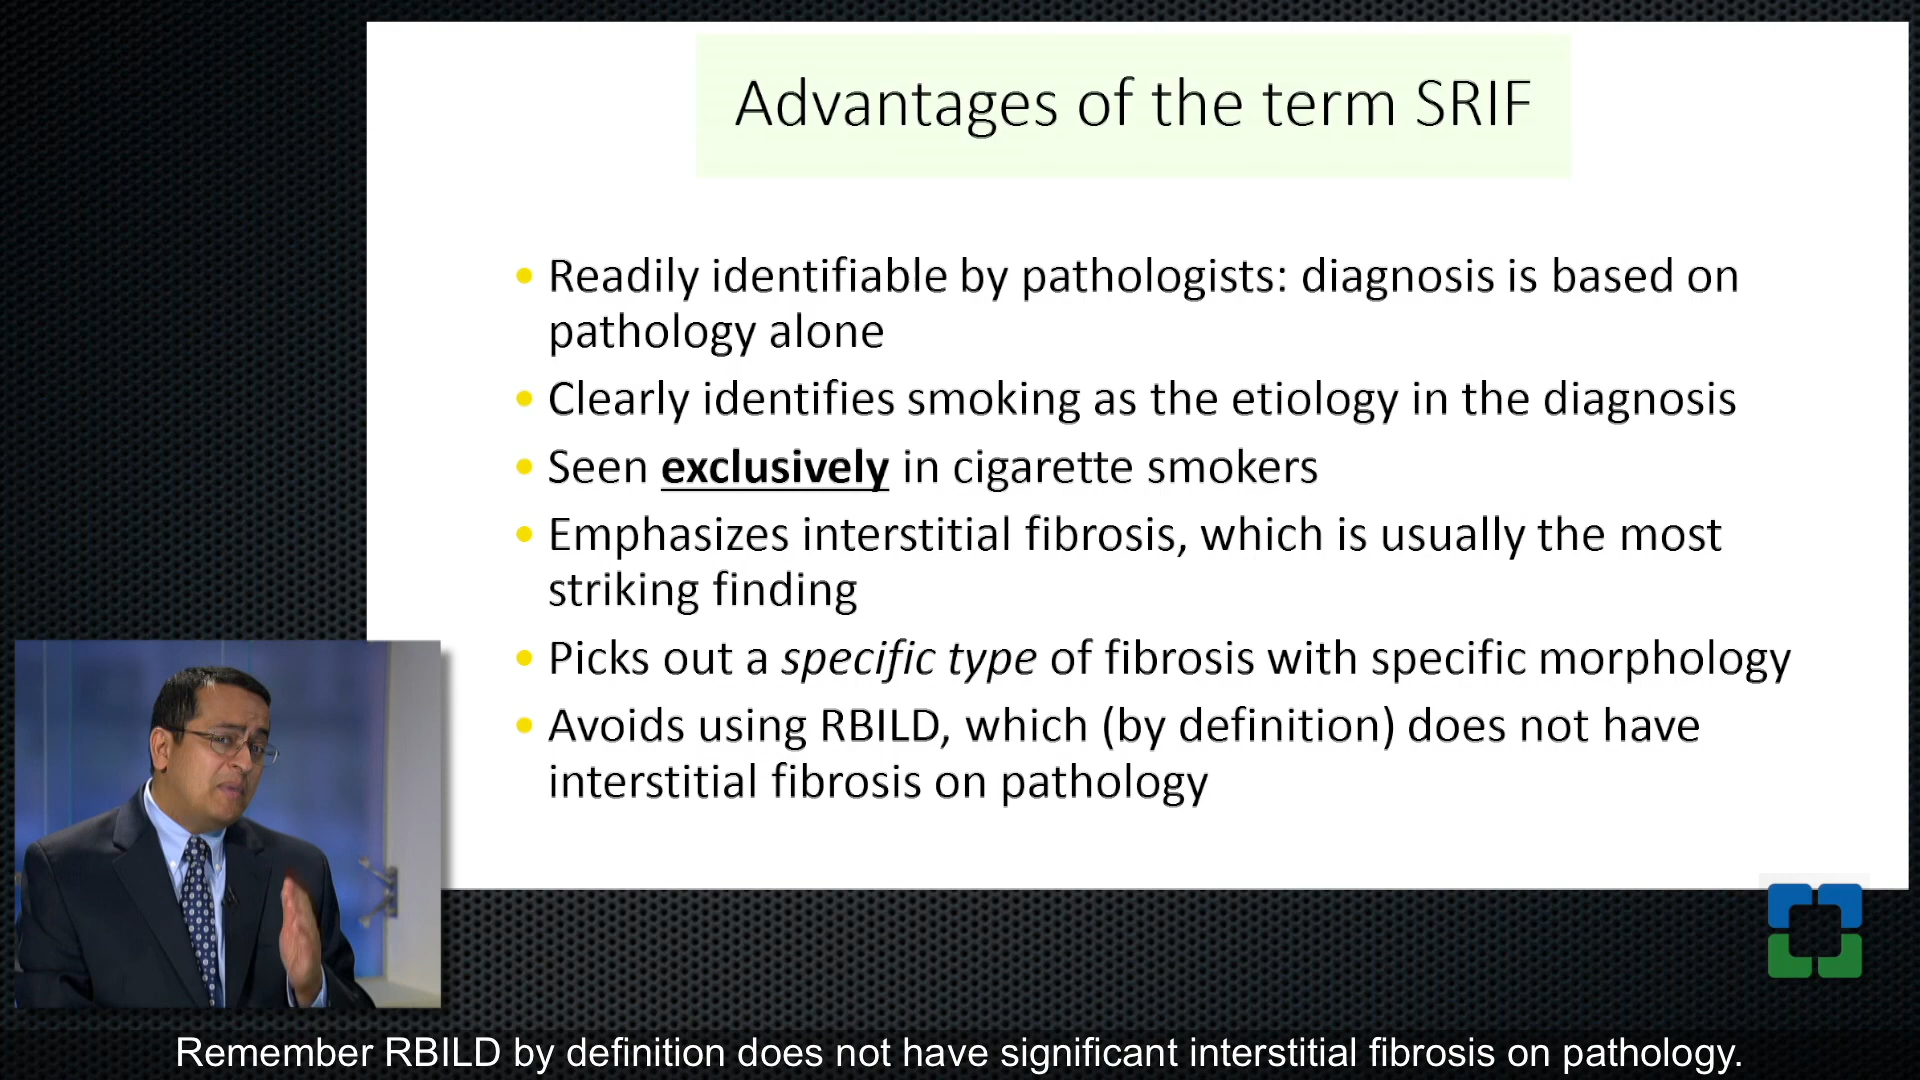 Advantages of the term SRIF
• Readily identifiable by pathologists: diagnosis is based on
pathology alone
• Clearly identifies smoking as the etiology in the diagnosis
• Seen exclusively in cigarette smokers
• Emphasizes interstitial fibrosis, which is usually the most
striking finding
• Picks out a specific type of fibrosis with specific morphology
• Avoids using RBILD, which (by definition) does not have
interstitial fibrosis on pathology
Remember RBILD by definition does not have significant interstitial fibrosis on pathology.